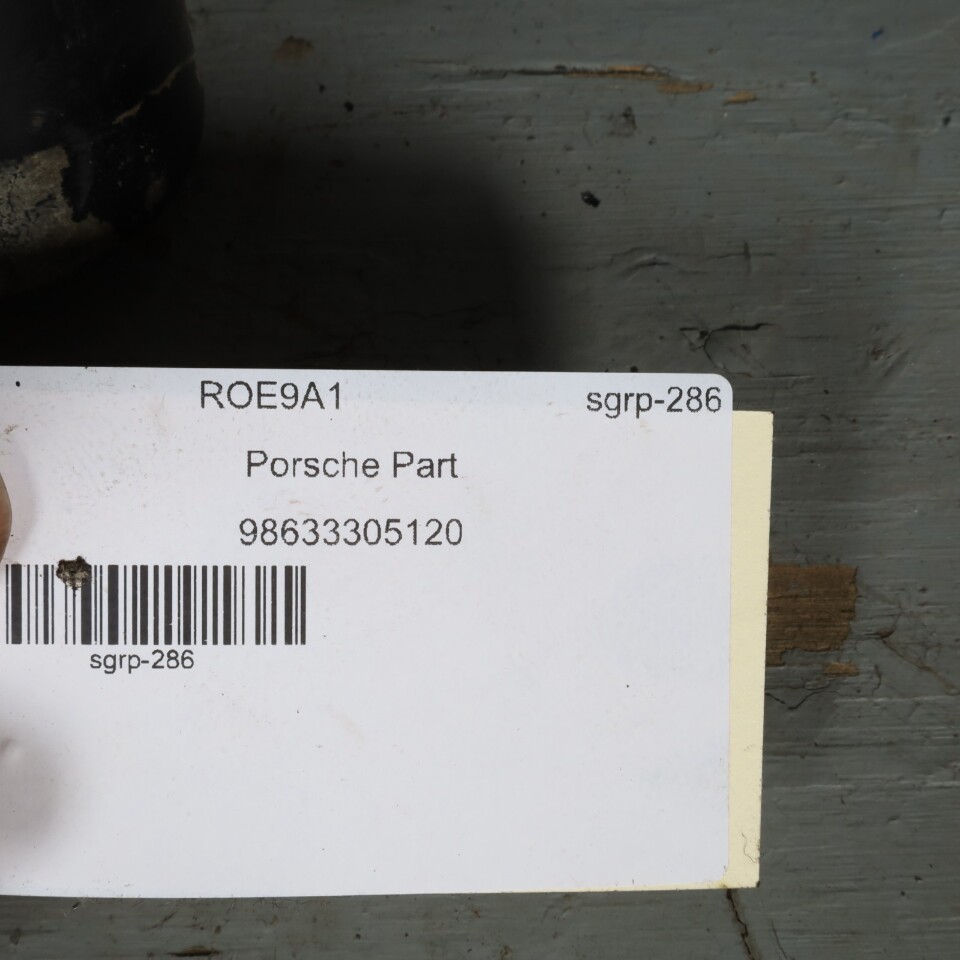 ROE9A1 sgrp-286
Porsche Part
98633305120
sgrp-286